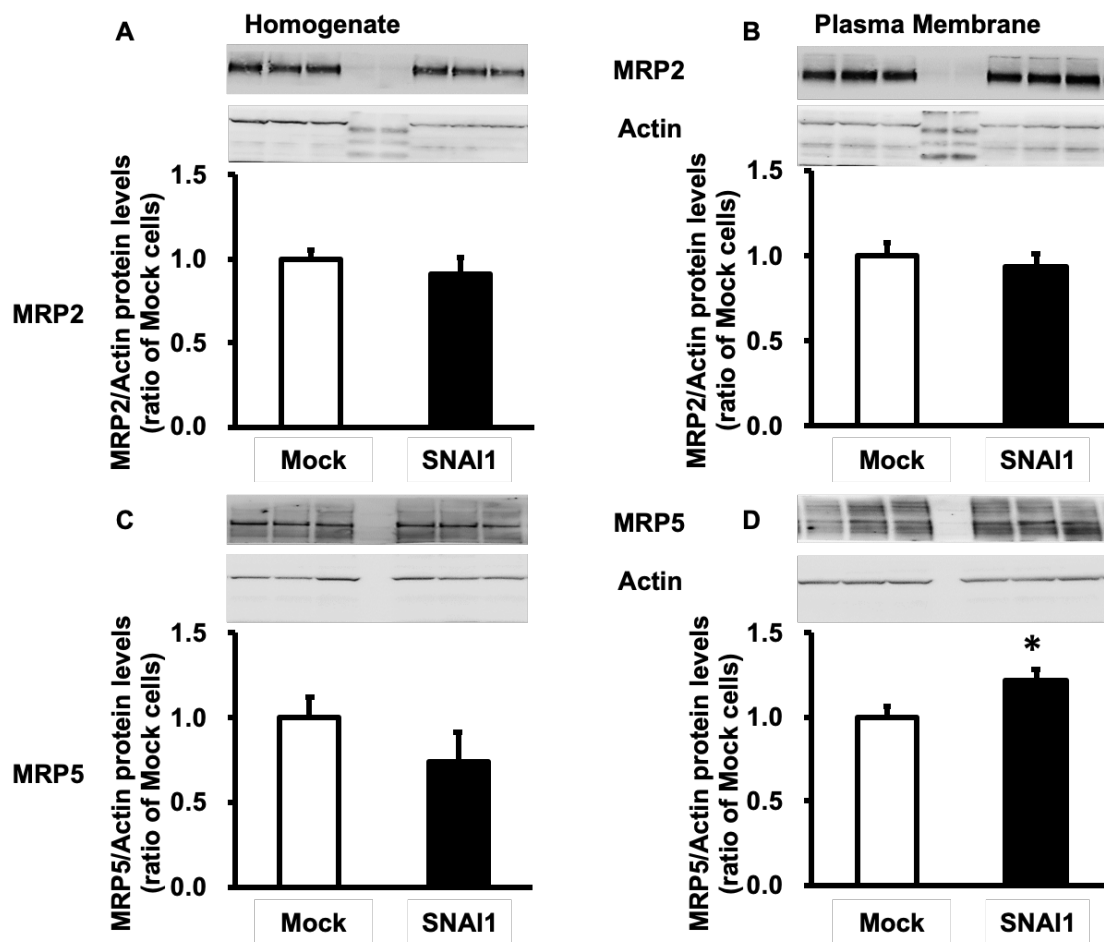 A
Homogenate
B
Plasma Membrane
MRP2
Actin
MRP2/Actin protein levels
(ratio of Mock cells)
1.5
1.0
0.5
0.0
Mock
SNAI1
MRP2
MRP2/Actin protein levels
(ratio of Mock cells)
1.5
1.0
0.5
0.0
Mock
SNAI1
C
MRP5
Actin
D
MRP5
MRP5/Actin protein levels
(ratio of Mock cells)
1.5
1.0
0.5
0.0
Mock
SNAI1
MRP5/Actin protein levels
(ratio of Mock cells)
1.5
1.0
0.5
0.0
*
Mock
SNAI1